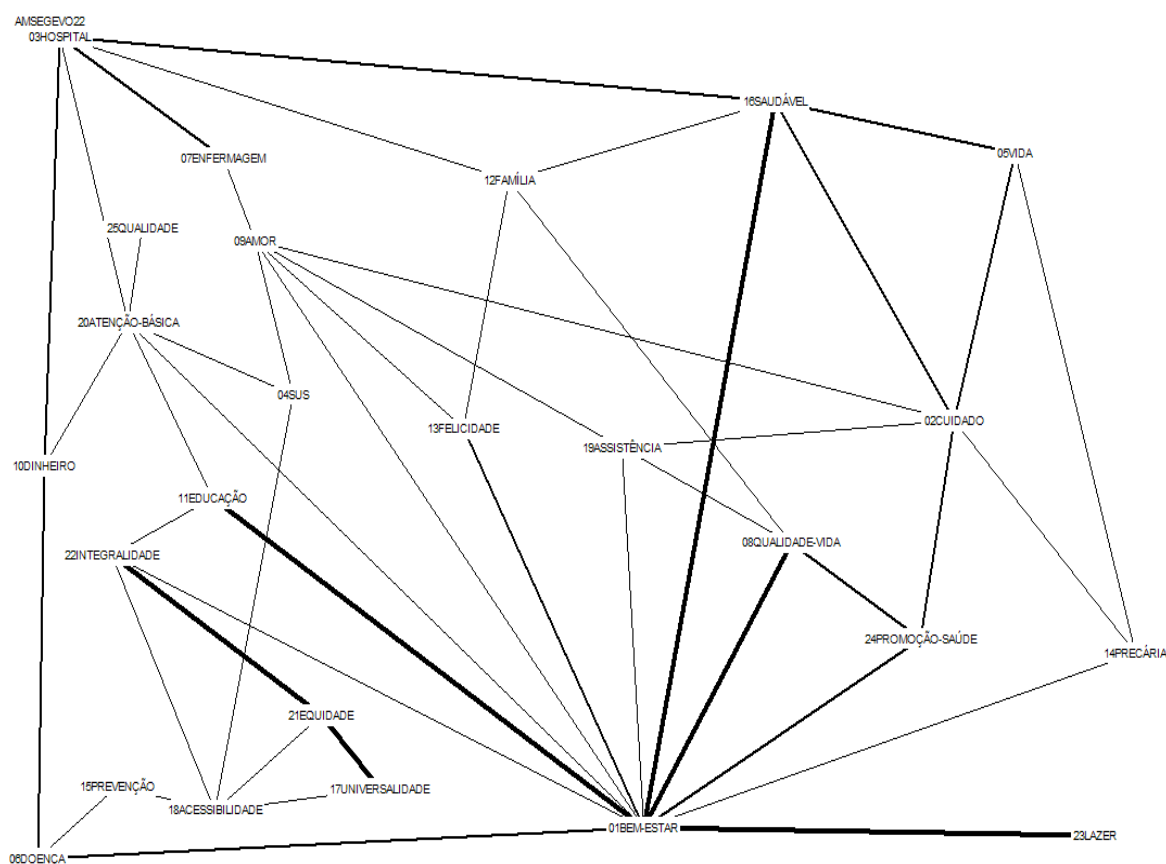 AMSEGEVO22
03HOSPITAL
16SAUDÁVEL
05VIDA
07ENFERMAGEM
12FAMÍLIA
25QUALIDADE
09AMOR
20ATENÇÃO-BÁSICA
04SUS
13FELICIDADE
02CUIDADO
19ASSISTÊNCIA
10DINHEIRO
11EDUCAÇÃO
08QUALIDADE-VIDA
22INTEGRALIDADE
24PROMOÇÃO-SAÚDE
14PRECÁRIA
21EQUIDADE
15PREVENÇÃO
17UNIVERSALIDADE
18ACESSIBILIDADE
01BEM-ESTAR
23LAZER
06DOENCA